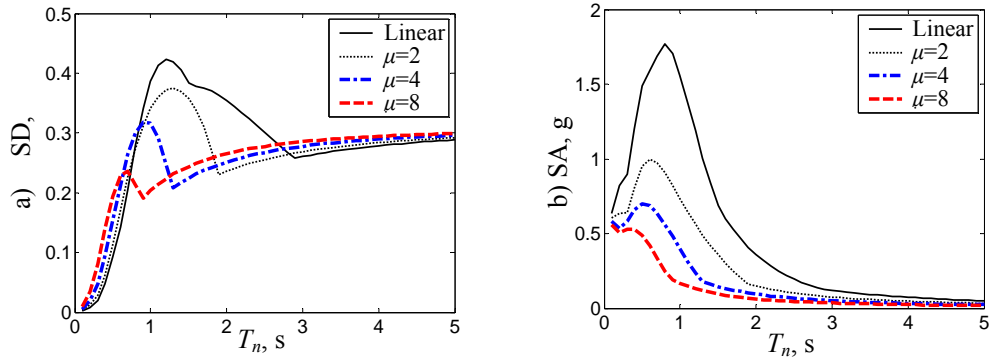 a) SD,
0.5
0.4
0.3
0.2
0.1
0
0 1 2 3 4 5
T_n, s
Linear
μ=2
μ=4
μ=8
b) SA, g
2
1.5
1
0.5
0
0 1 2 3 4 5
T_n, s
Linear
μ=2
μ=4
μ=8